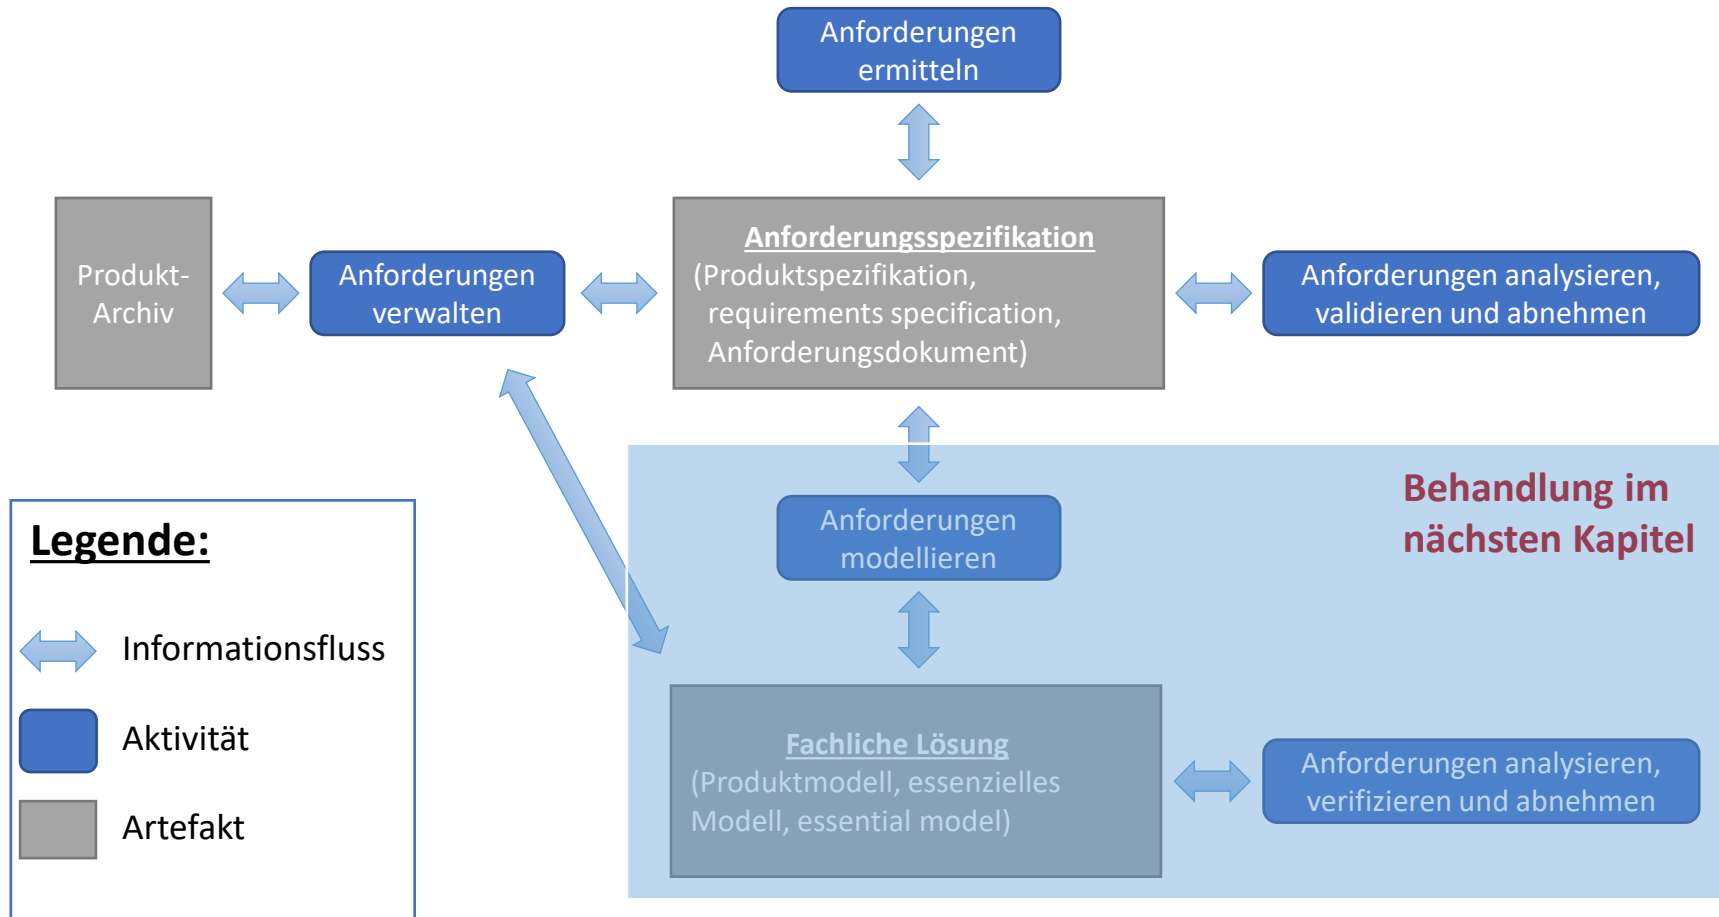 Anforderungen
ermitteln
Produkt-
Archiv
Anforderungen
verwalten
Anforderungsspezifikation
(Produktspezifikation,
requirements specification,
Anforderungsdokument)
Anforderungen analysieren,
validieren und abnehmen
Behandlung im
nächsten Kapitel
Anforderungen
modellieren
Fachliche Lösung
(Produktmodell, essenzielles
Modell, essential model)
Anforderungen analysieren,
verifizieren und abnehmen
Legende:
Informationsfluss
Aktivität
Artefakt